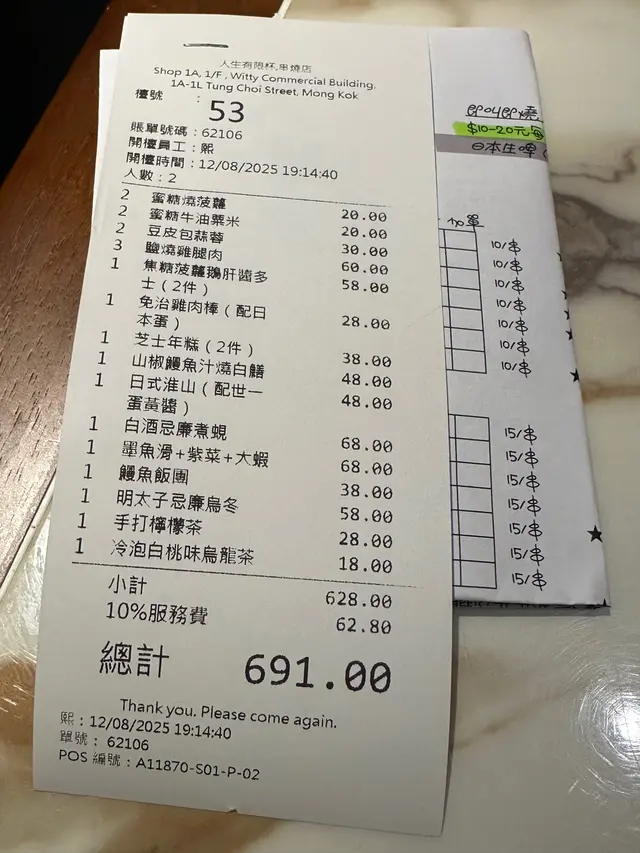 人生有限杯.串燒店
Shop 1A, 1/F , Witty Commercial Building,
1A-1L Tung Choi Street, Mong Kok
檯號 : 53
賬單號碼 : 62106
開檯員工 : 熙
開檯時間 : 12/08/2025 19:14:40
人數 : 2
2 蜜糖燒菠蘿 20.00
2 蜜糖牛油粟米 20.00
2 豆皮包蒜蓉 30.00
3 鹽燒雞腿肉 60.00
1 焦糖菠蘿鵝肝醬多 58.00
士（2件）
1 免治雞肉棒（配日 28.00
本蛋）
1 芝士年糕（2件） 38.00
1 山椒鰻魚汁燒白鱔 48.00
1 日式淮山（配世一 48.00
蛋黃醬）
1 白酒忌廉煮蜆 68.00
1 墨魚滑+紫菜+大蝦 68.00
1 鰻魚飯團 38.00
1 明太子忌廉烏冬 58.00
1 手打檸檬茶 28.00
1 冷泡白桃味烏龍茶 18.00
小計 628.00
10%服務費 62.80
總計 691.00
Thank you. Please come again.
熙 : 12/08/2025 19:14:40
單號 : 62106
POS 編號 : A11870-S01-P-02
$10-20元
日本生啤
加單
10/串
10/串
10/串
10/串
10/串
10/串
10/串
15/串
15/串
15/串
15/串
15/串
15/串
15/串